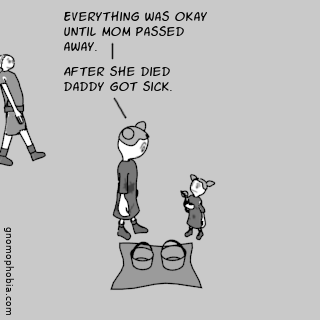 EVERYTHING WAS OKAY
UNTIL MOM PASSED
AWAY.
AFTER SHE DIED
DADDY GOT SICK.
gnomophobia.com